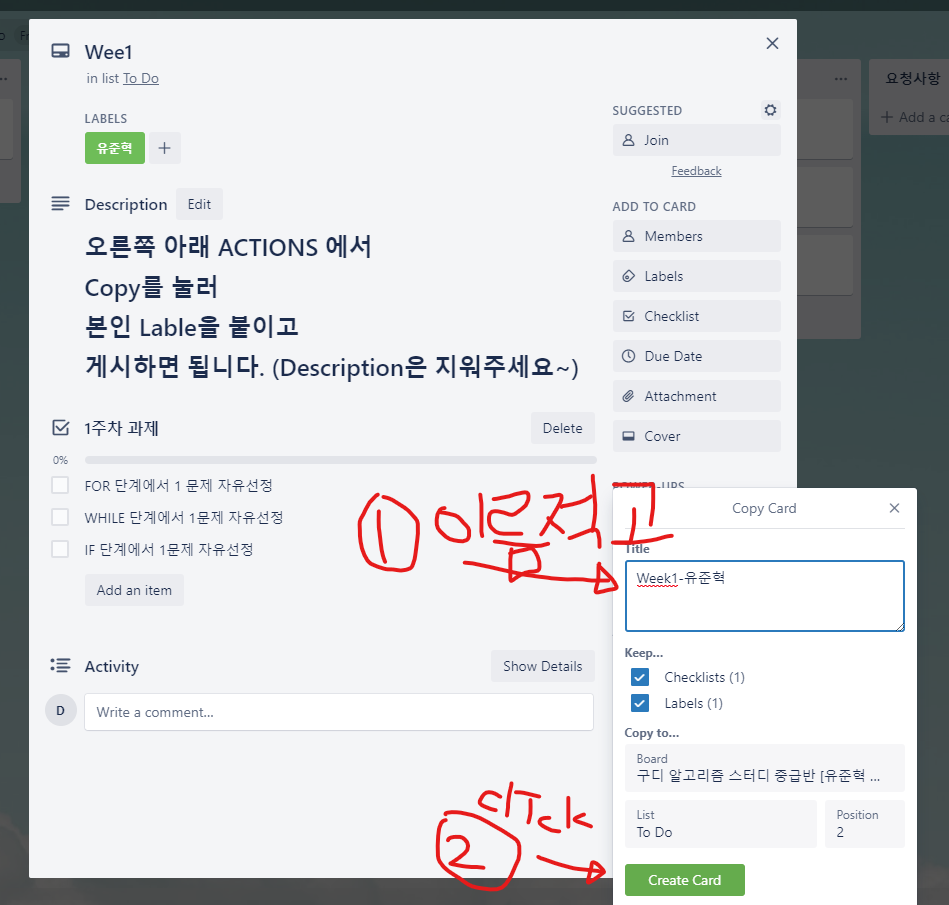 Wee1
in list To Do
LABELS
유준혁
Description
Edit
오른쪽 아래 ACTIONS 에서
Copy를 눌러
본인 Lable을 붙이고
게시하면 됩니다. (Description은 지워주세요~)
1주차 과제
Delete
0%
FOR 단계에서 1 문제 자유선정
WHILE 단계에서 1문제 자유선정
IF 단계에서 1문제 자유선정
Add an item
Activity
Show Details
D
Write a comment...
SUGGESTED
Join
Feedback
ADD TO CARD
Members
Labels
Checklist
Due Date
Attachment
Cover
POWER-UPS
요청사항
Add a ca
① 이름적고
Copy Card
Title
Week1-유준혁
Keep...
Checklists (1)
Labels (1)
Copy to...
Board
구디 알고리즘 스터디 중급반 [유준혁 ...
List
To Do
Position
2
② click
Create Card